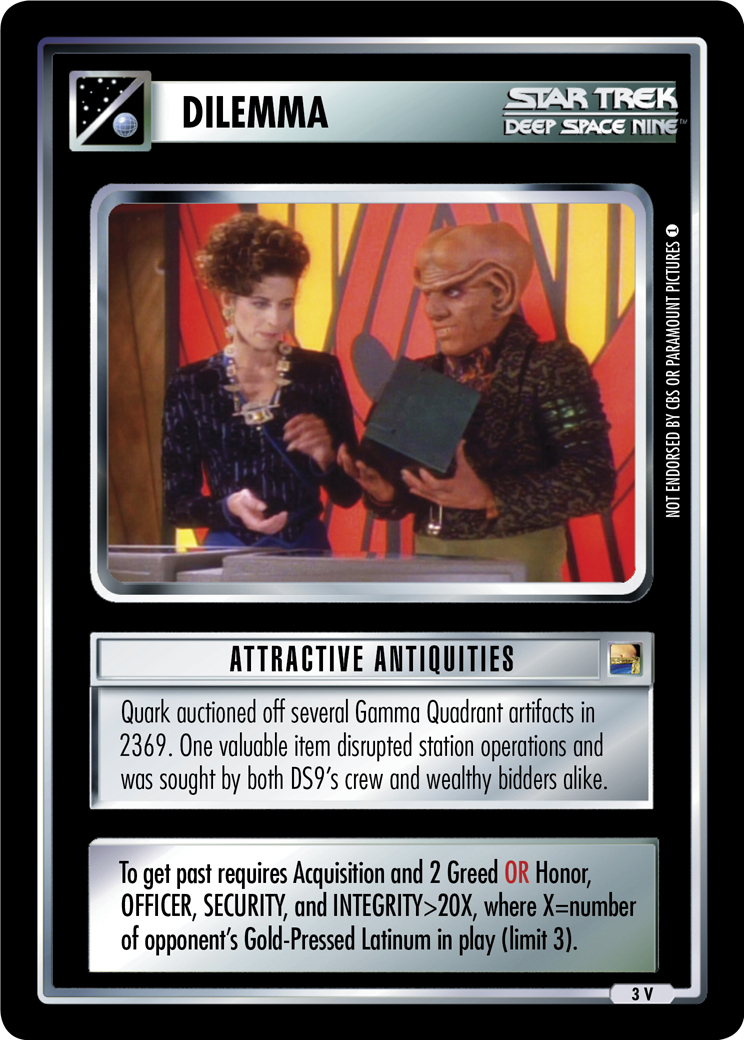 DILEMMA
STAR TREK
DEEP SPACE NINE™
NOT ENDORSED BY CBS OR PARAMOUNT PICTURES 1
ATTRACTIVE ANTIQUITIES
Quark auctioned off several Gamma Quadrant artifacts in
2369. One valuable item disrupted station operations and
was sought by both DS9's crew and wealthy bidders alike.
To get past requires Acquisition and 2 Greed OR Honor,
OFFICER, SECURITY, and INTEGRITY>20X, where X=number
of opponent's Gold-Pressed Latinum in play (limit 3).
3 V